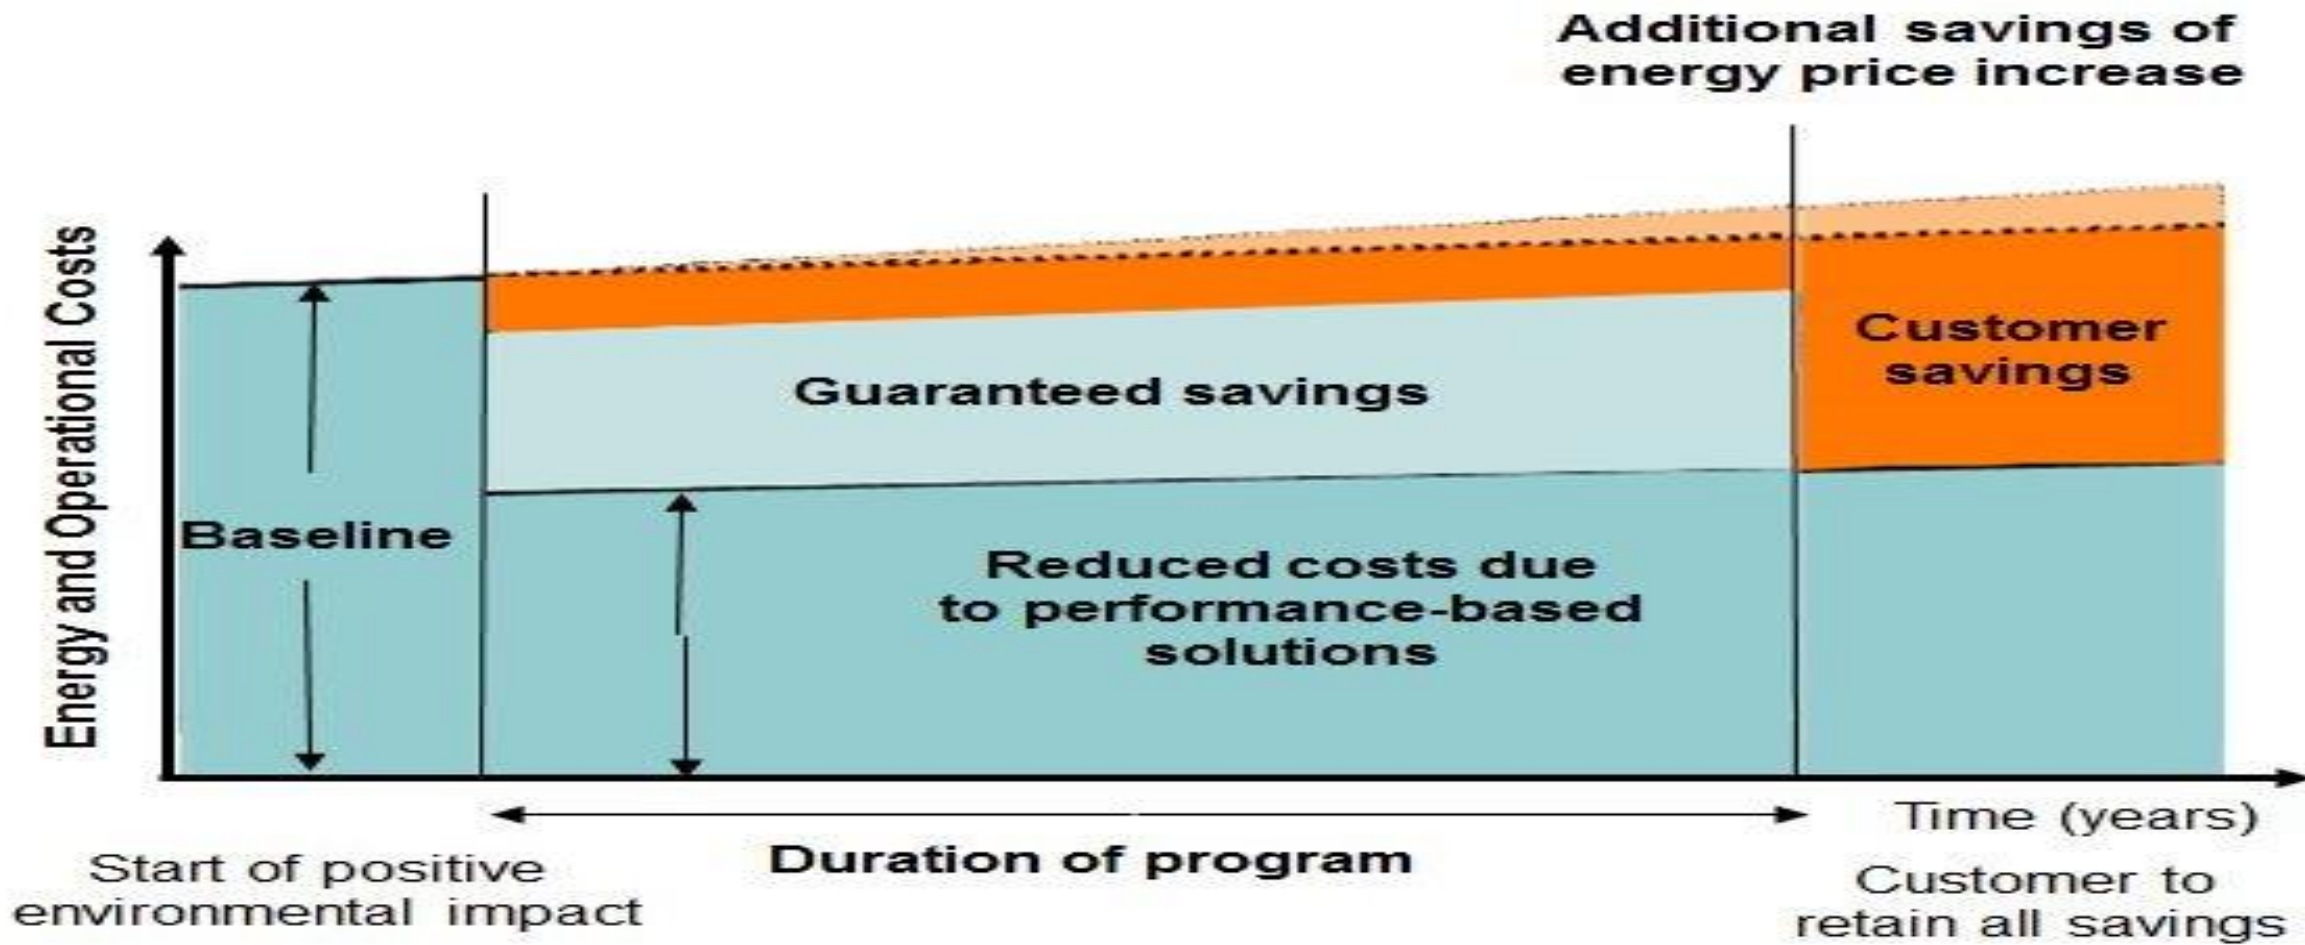 Additional savings of
energy price increase
Energy and Operational Costs
Customer
savings
Guaranteed savings
Baseline
Reduced costs due
to performance-based
solutions
Time (years)
Duration of program
Start of positive
environmental impact
Customer to
retain all savings